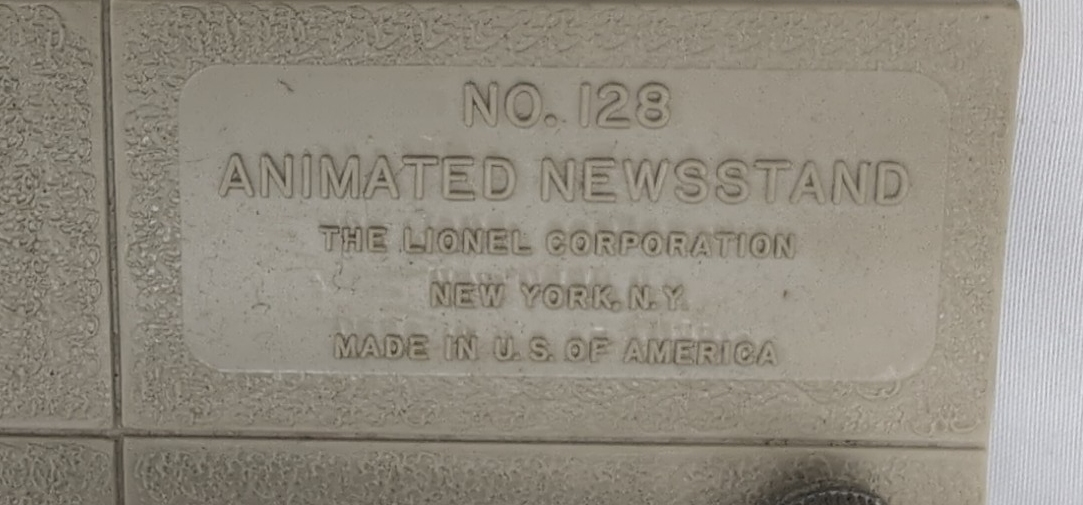 NO. 128
ANIMATED NEWSSTAND
THE LIONEL CORPORATION
NEW YORK, N.Y.
MADE IN U.S. OF AMERICA